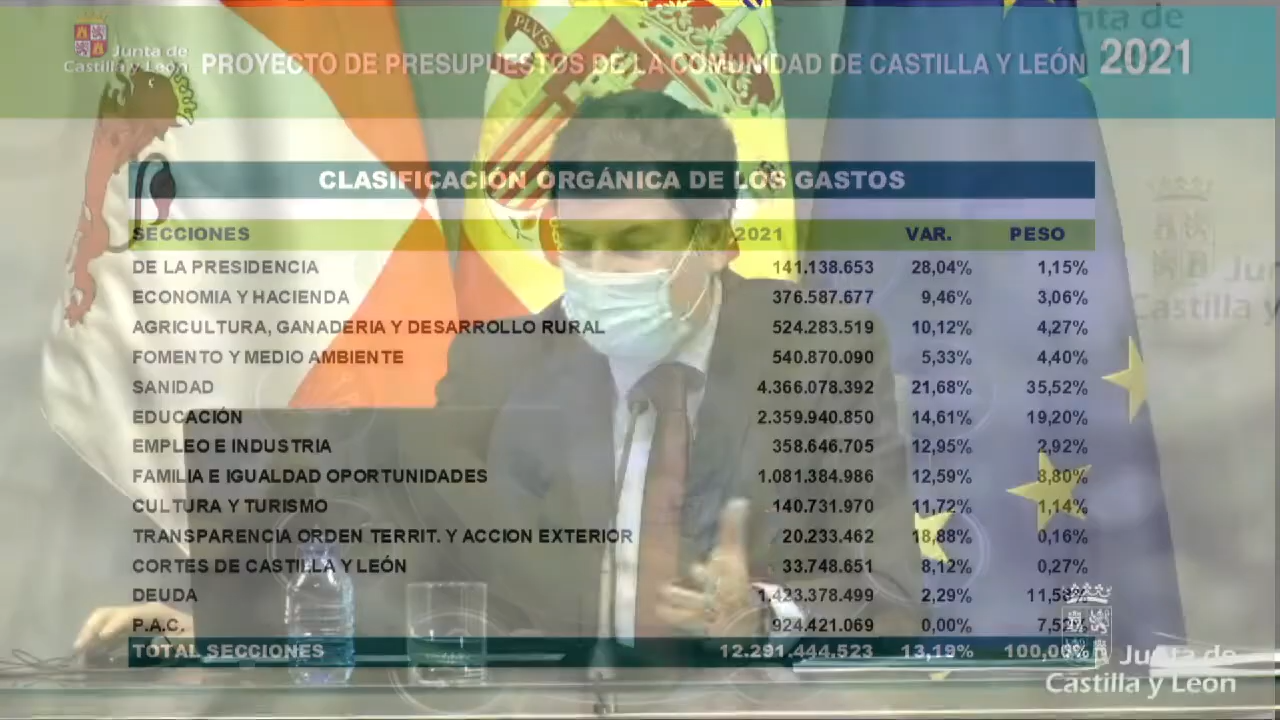 Junta de
Castilla y León
PROYECTO DE PRESUPUESTOS DE LA COMUNIDAD DE CASTILLA Y LEÓN 2021
PLVS
nta de
CLASIFICACIÓN ORGÁNICA DE LOS GASTOS
SECCIONES 2021 VAR. PESO
DE LA PRESIDENCIA 141.138.653 28,04% 1,15%
ECONOMIA Y HACIENDA 376.587.677 9,46% 3,06%
AGRICULTURA, GANADERIA Y DESARROLLO RURAL 524.283.519 10,12% 4,27%
FOMENTO Y MEDIO AMBIENTE 540.870.090 5,33% 4,40%
SANIDAD 4.366.078.392 21,68% 35,52%
EDUCACIÓN 2.359.940.850 14,61% 19,20%
EMPLEO E INDUSTRIA 358.646.705 12,95% 2,92%
FAMILIA E IGUALDAD OPORTUNIDADES 1.081.384.986 12,59% 8,80%
CULTURA Y TURISMO 140.731.970 11,72% 1,14%
TRANSPARENCIA ORDEN TERRIT. Y ACCION EXTERIOR 20.233.462 18,88% 0,16%
CORTES DE CASTILLA Y LEÓN 33.748.651 8,12% 0,27%
DEUDA 1.423.378.499 2,29% 11,58%
P.A.C. 924.421.069 0,00% 7,52%
TOTAL SECCIONES 12.291.444.523 13,19% 100,00%
Jun
Castilla y
Junta de
Castilla y León